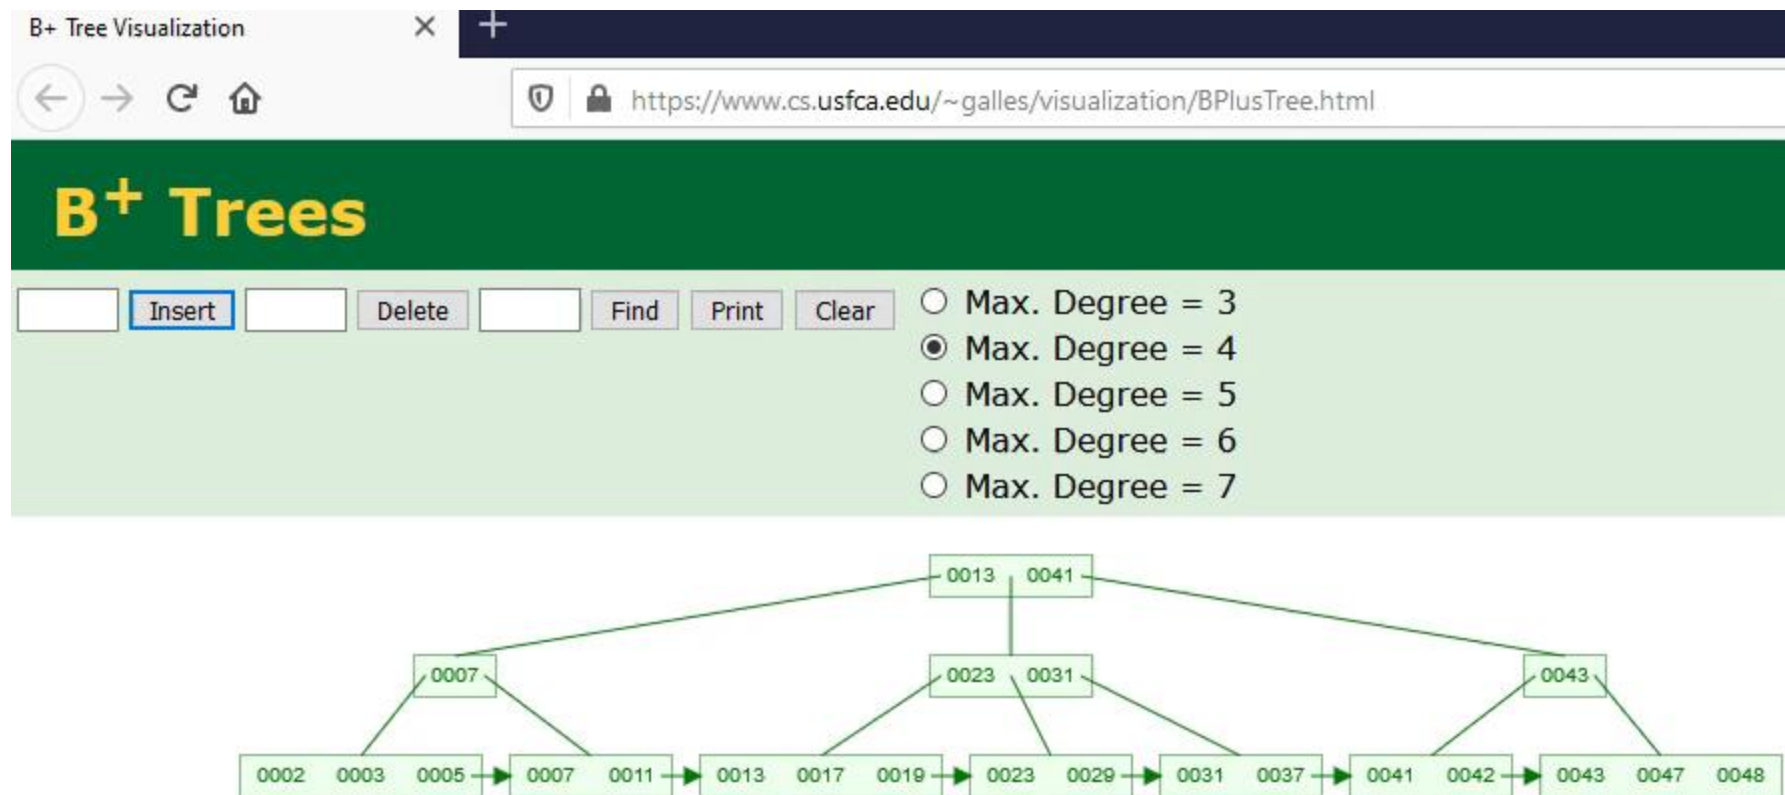 B+ Tree Visualization
https://www.cs.usfca.edu/~galles/visualization/BPlusTree.html
B+ Trees
Insert Delete Find Print Clear
Max. Degree = 3
Max. Degree = 4
Max. Degree = 5
Max. Degree = 6
Max. Degree = 7
0013 0041
0007 0023 0031 0043
0002 0003 0005 0007 0011 0013 0017 0019 0023 0029 0031 0037 0041 0042 0043 0047 0048